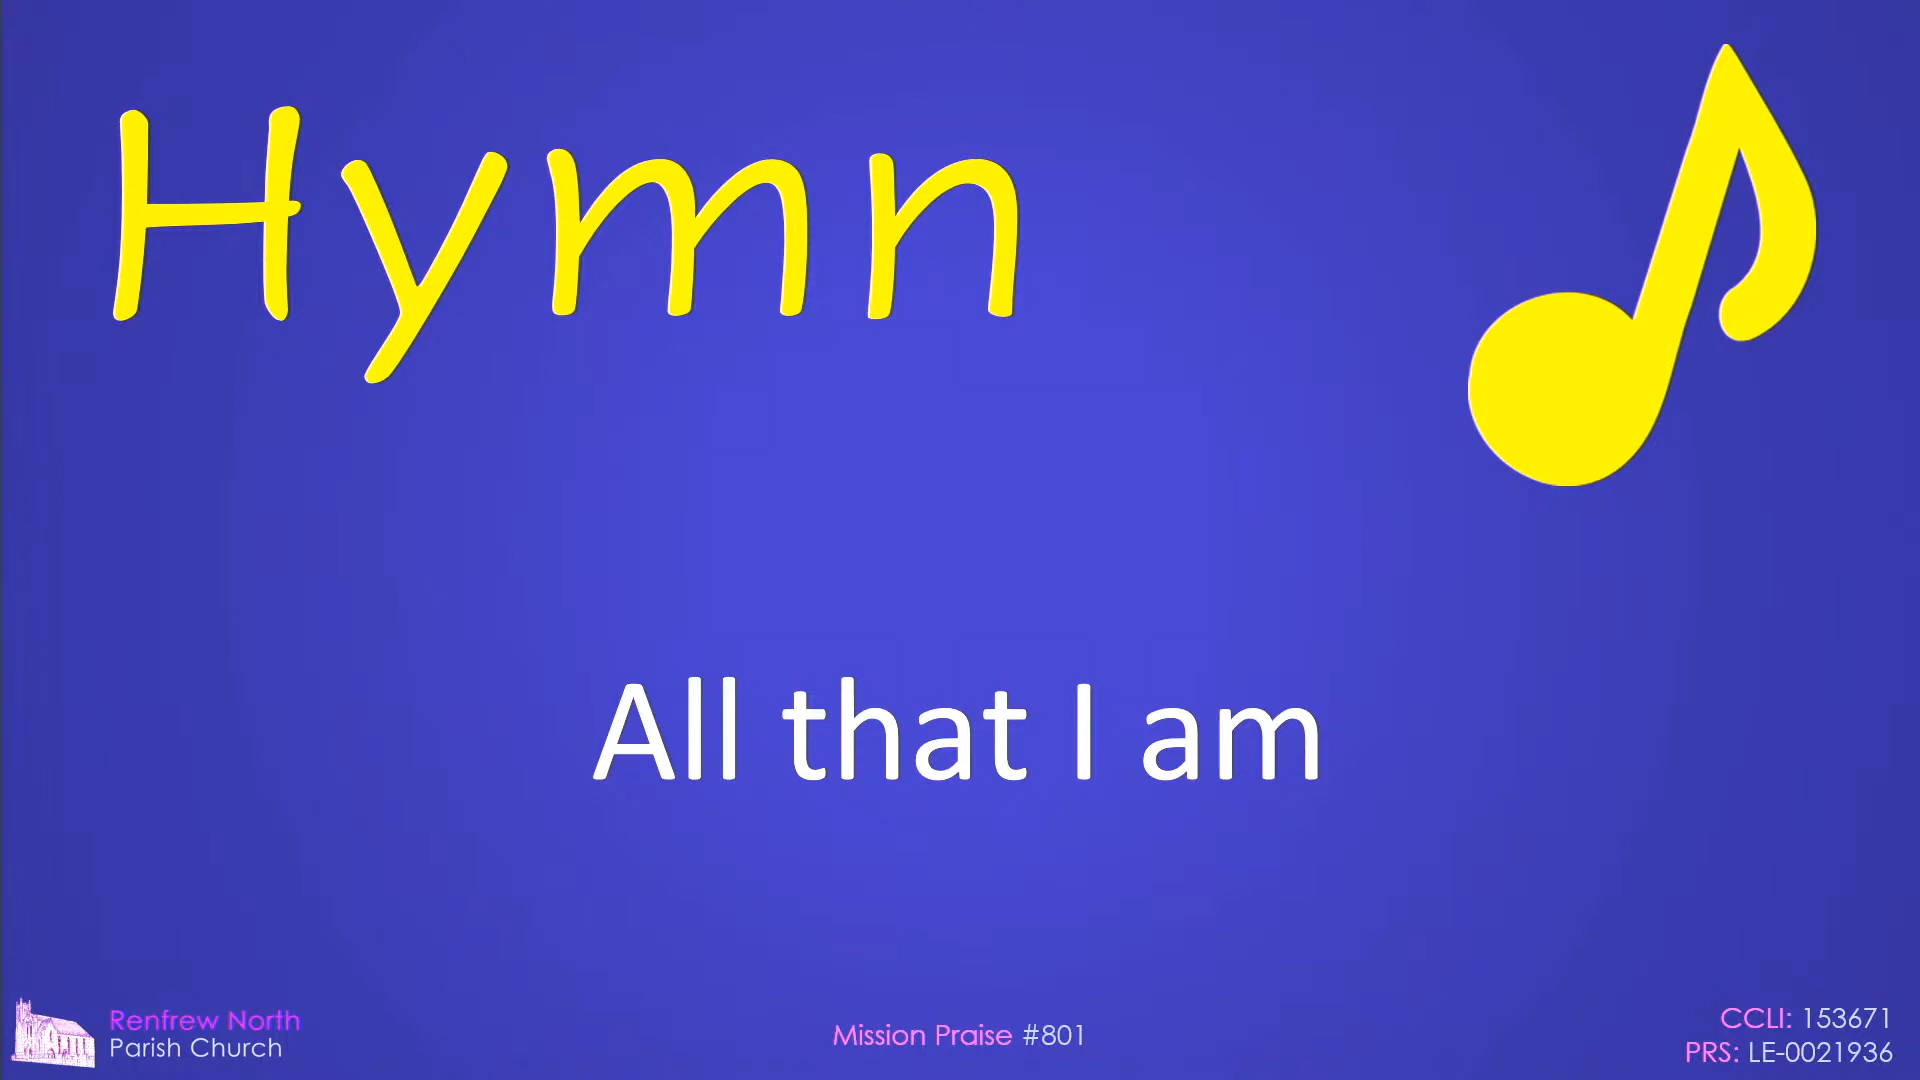 Hymn
All that I am
Renfrew North
Parish Church
Mission Praise #801
CCLI: 153671
PRS: LE-0021936